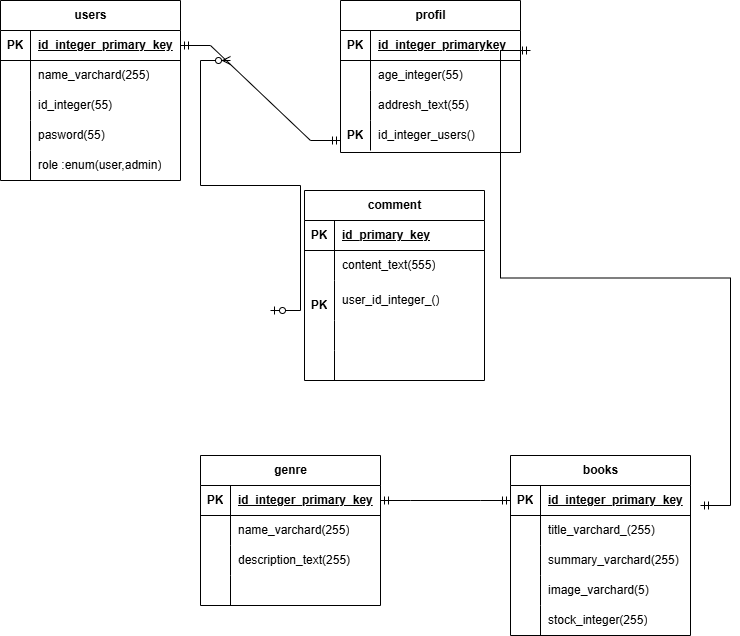 users
PK id_integer_primary_key
name_varchard(255)
id_integer(55)
pasword(55)
role :enum(user,admin)
profil
PK id_integer_primarykey
age_integer(55)
addresh_text(55)
PK id_integer_users()
comment
PK id_primary_key
content_text(555)
PK user_id_integer_()
genre
PK id_integer_primary_key
name_varchard(255)
description_text(255)
books
PK id_integer_primary_key
title_varchard_(255)
summary_varchard(255)
image_varchard(5)
stock_integer(255)